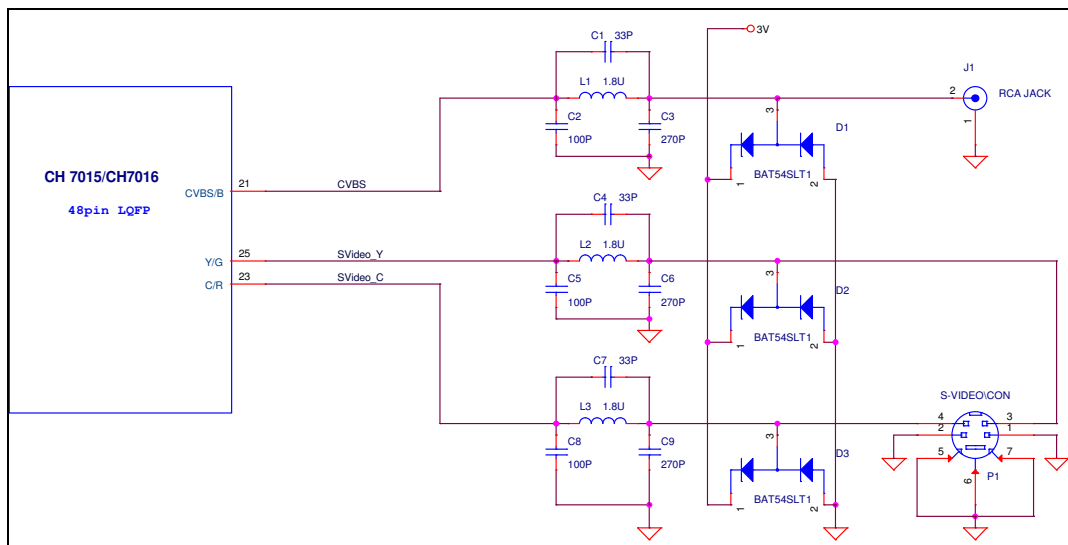 C1 33P
3V
L1 1.8U
J1
2
RCA JACK
3
C2
C3
D1
1
100P
270P
CH 7015/CH7016
BAT54SLT1
1
2
21
CVBS
CVBS/B
48pin LQFP
C4
33P
25
SVideo_Y
L2 1.8U
Y/G
23
SVideo_C
3
C/R
C5
C6
D2
100P
270P
BAT54SLT1
1
2
C7 33P
S-VIDEO\CON
L3 1.8U
4
3
2
1
3
C8
C9
D3
5
7
100P
270P
BAT54SLT1
6
P1
1
2